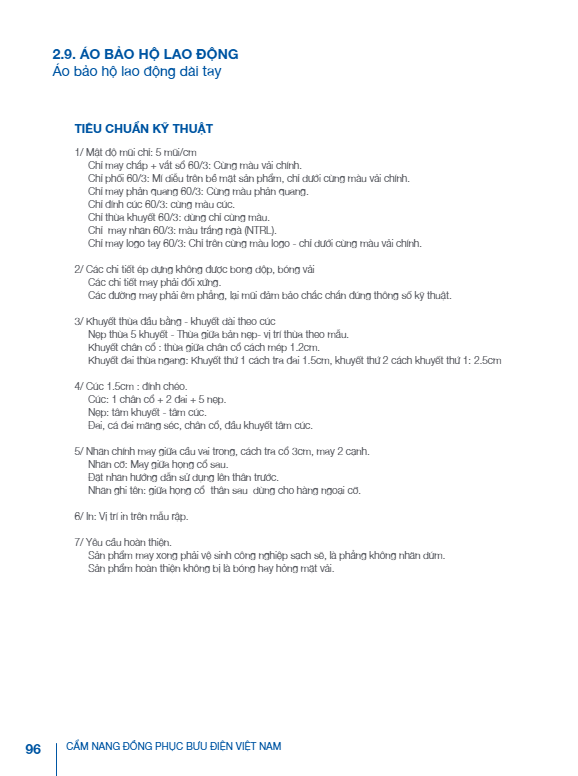 2.9. ÁO BẢO HỘ LAO ĐỘNG
Áo bảo hộ lao động dài tay
TIÊU CHUẨN KỸ THUẬT
1/ Mật độ mũi chỉ: 5 mũi/cm
Chỉ may chắp + vắt sổ 60/3: Cùng màu vải chính.
Chỉ phối 60/3: Mí diễu trên bề mặt sản phẩm, chỉ dưới cùng màu vải chính.
Chỉ may phản quang 60/3: Cùng màu phản quang.
Chỉ đính cúc 60/3: cùng màu cúc.
Chỉ thùa khuyết 60/3: dùng chỉ cùng màu.
Chỉ may nhãn 60/3: màu trắng ngà (NTRL).
Chỉ may logo tay 60/3: Chỉ trên cùng màu logo - chỉ dưới cùng màu vải chính.
2/ Các chi tiết ép dựng không được bong dộp, bóng vải
Các chi tiết may phải đối xứng.
Các đường may phải êm phẳng, lại mũi đảm bảo chắc chắn đúng thông số kỹ thuật.
3/ Khuyết thùa đầu bằng - khuyết dài theo cúc
Nẹp thùa 5 khuyết - Thùa giữa bản nẹp- vị trí thùa theo mẫu.
Khuyết chân cổ : thùa giữa chân cổ cách mép 1.2cm.
Khuyết đai thùa ngang: Khuyết thứ 1 cách tra đai 1.5cm, khuyết thứ 2 cách khuyết thứ 1: 2.5cm
4/ Cúc 1.5cm : đính chéo.
Cúc: 1 chân cổ + 2 đai + 5 nẹp.
Nẹp: tâm khuyết - tâm cúc.
Đai, cá đai măng séc, chân cổ, đầu khuyết tâm cúc.
5/ Nhãn chính may giữa cầu vai trong, cách tra cổ 3cm, may 2 cạnh.
Nhãn cỡ: May giữa họng cổ sau.
Đặt nhãn hướng dẫn sử dụng lên thân trước.
Nhãn ghi tên: giữa họng cổ thân sau dùng cho hàng ngoại cỡ.
6/ In: Vị trí in trên mẫu rập.
7/ Yêu cầu hoàn thiện.
Sản phẩm may xong phải vệ sinh công nghiệp sạch sẽ, là phẳng không nhăn dúm.
Sản phẩm hoàn thiện không bị là bóng hay hỏng mặt vải.
96
CẨM NANG ĐỒNG PHỤC BƯU ĐIỆN VIỆT NAM